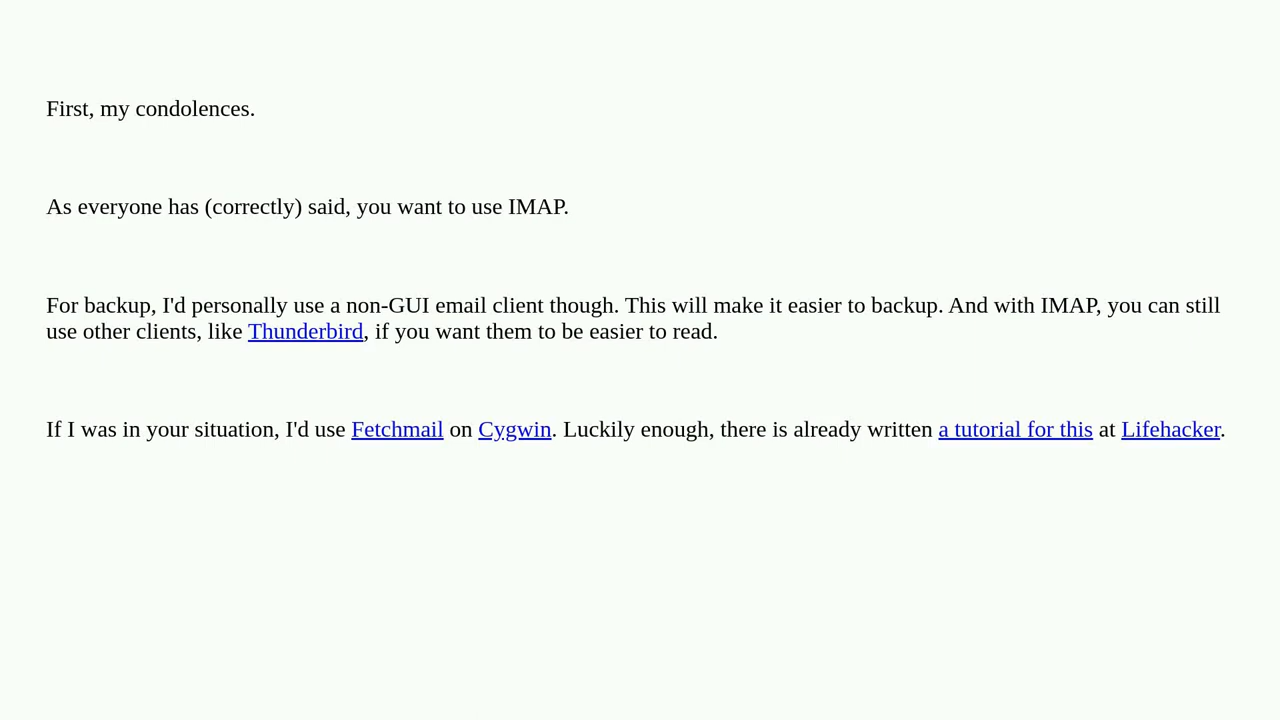 First, my condolences.
As everyone has (correctly) said, you want to use IMAP.
For backup, I'd personally use a non-GUI email client though. This will make it easier to backup. And with IMAP, you can still
use other clients, like Thunderbird, if you want them to be easier to read.
If I was in your situation, I'd use Fetchmail on Cygwin. Luckily enough, there is already written a tutorial for this at Lifehacker.